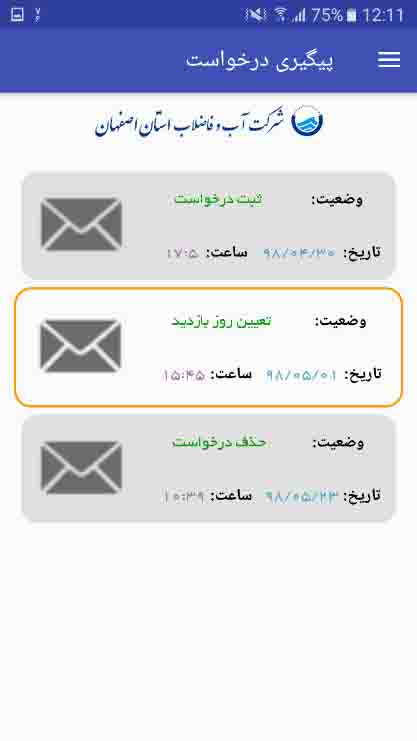 75% 12:11
پیگیری درخواست
شرکت آب و فاضلاب استان اصفهان
وضعیت: ثبت درخواست
تاریخ: ۹۸/۰۴/۳۰ ساعت: ۱۷:۵
وضعیت: تعیین روز بازدید
تاریخ: ۹۸/۰۵/۰۱ ساعت: ۱۵:۴۵
وضعیت: حذف درخواست
تاریخ: ۹۸/۰۵/۲۳ ساعت: ۱۰:۳۹